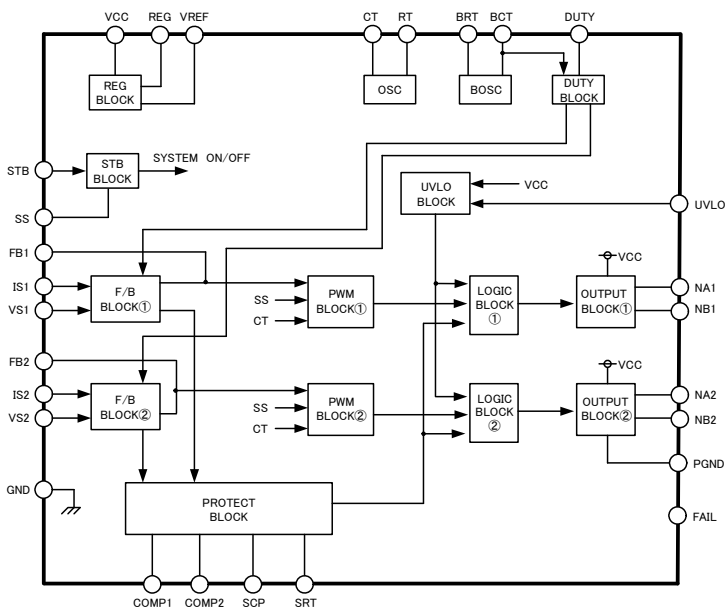 VCC REG VREF CT RT BRT BCT DUTY
REG
BLOCK
OSC
BOSC
DUTY
BLOCK
STB
STB
BLOCK
SYSTEM ON/OFF
SS
UVLO
BLOCK
VCC
UVLO
FB1
IS1
VS1
F/B
BLOCK①
SS
CT
PWM
BLOCK①
LOGIC
BLOCK
①
VCC
OUTPUT
BLOCK①
NA1
NB1
FB2
IS2
VS2
F/B
BLOCK②
SS
CT
PWM
BLOCK②
LOGIC
BLOCK
②
VCC
OUTPUT
BLOCK②
NA2
NB2
PGND
GND
PROTECT
BLOCK
FAIL
COMP1 COMP2 SCP SRT